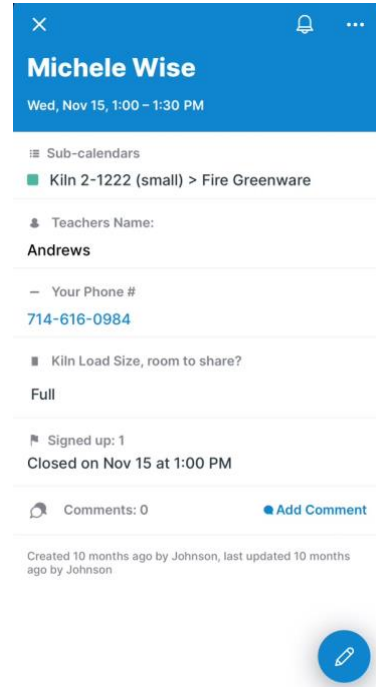 Michele Wise
Wed, Nov 15, 1:00 – 1:30 PM
Sub-calendars
Kiln 2-1222 (small) > Fire Greenware
Teachers Name:
Andrews
Your Phone #
714-616-0984
Kiln Load Size, room to share?
Full
Signed up: 1
Closed on Nov 15 at 1:00 PM
Comments: 0 Add Comment
Created 10 months ago by Johnson, last updated 10 months
ago by Johnson